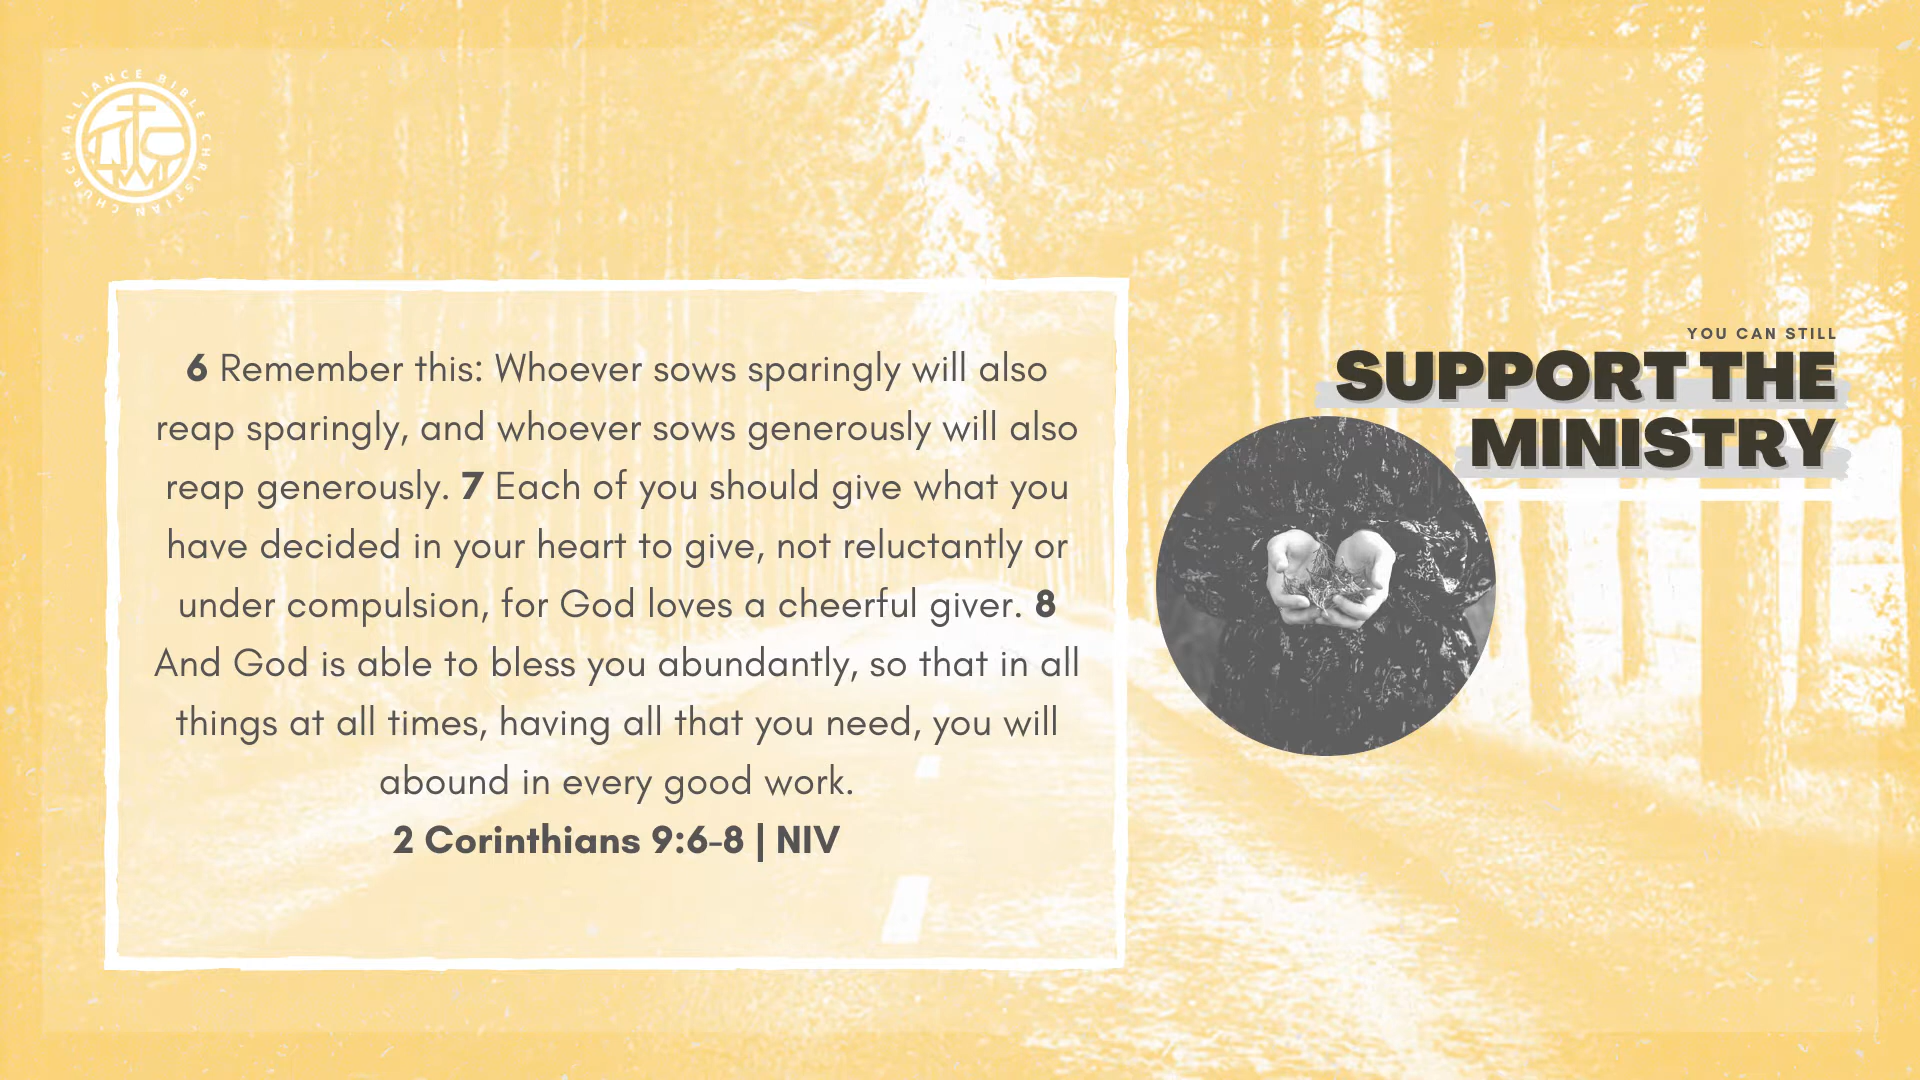 ALLIANCE BIBLE CHRISTIAN CHURCH
6 Remember this: Whoever sows sparingly will also
reap sparingly, and whoever sows generously will also
reap generously. 7 Each of you should give what you
have decided in your heart to give, not reluctantly or
under compulsion, for God loves a cheerful giver. 8
And God is able to bless you abundantly, so that in all
things at all times, having all that you need, you will
abound in every good work.
2 Corinthians 9:6-8 | NIV
YOU CAN STILL
SUPPORT THE
MINISTRY